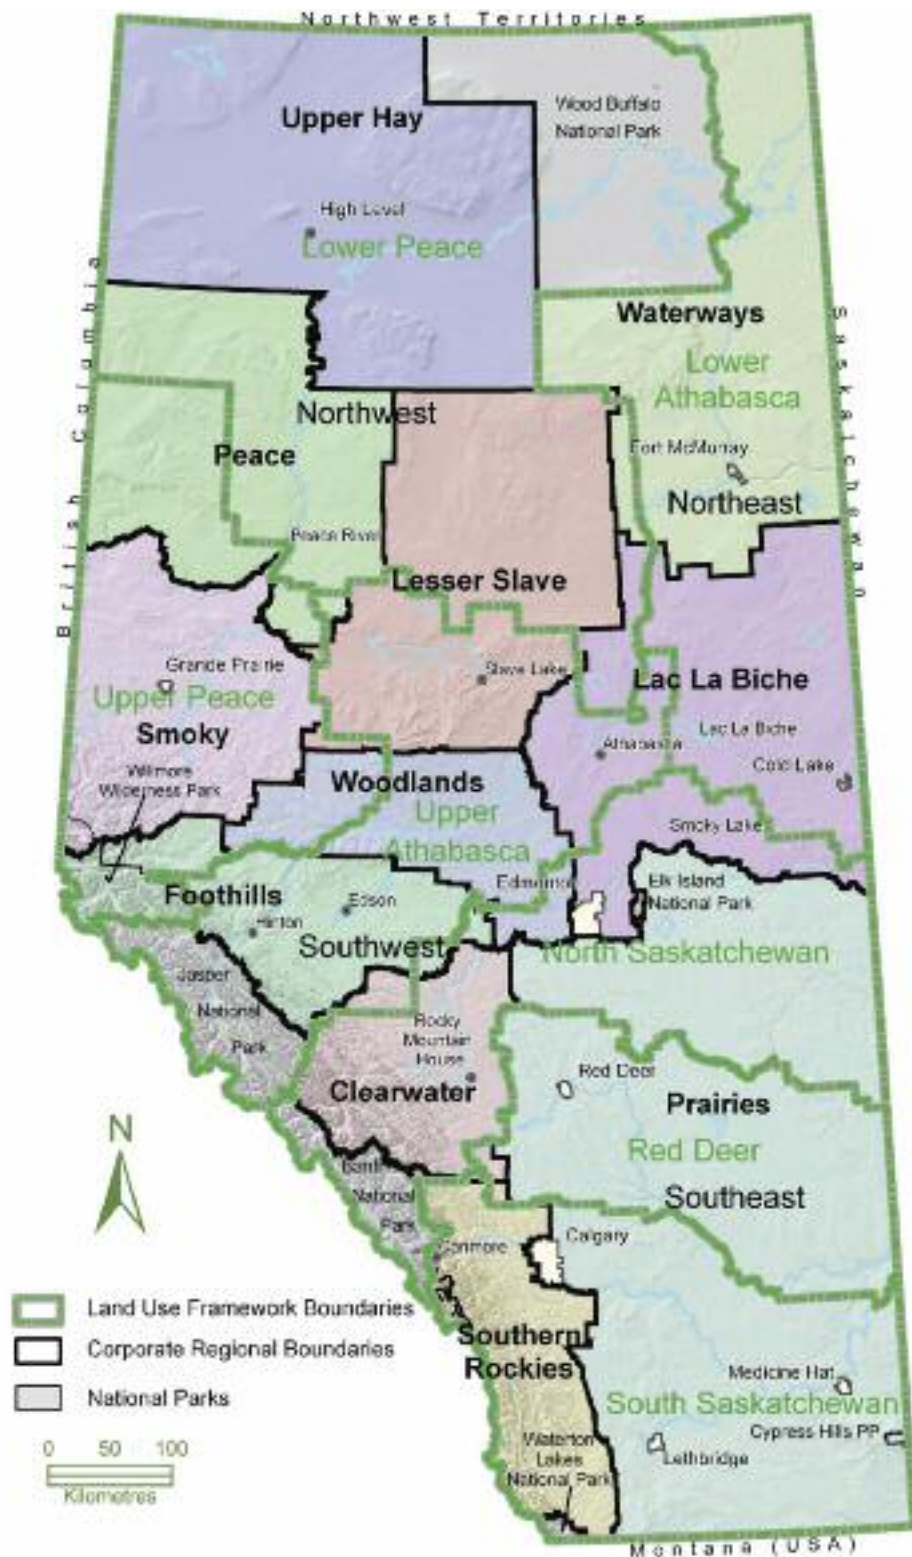 Northwest Territories
Wood Buffalo
National Park
Upper Hay
High Level
Lower Peace
British Columbia
Saskatchewan
Waterways
Lower
Athabasca
Northwest
Peace
Fort McMurray
Northeast
Peace River
Lesser Slave
Grande Prairie
Slave Lake
Upper Peace
Lac La Biche
Smoky
Lac La Biche
Athabasca
Willmore
Wilderness Park
Woodlands
Cold Lake
Upper
Athabasca
Smoky Lake
Foothills
Edson
Edmonton
Elk Island
National Park
Hinton
Southwest
North Saskatchewan
Jasper
National
Park
Rocky
Mountain
House
Clearwater
Red Deer
Prairies
Red Deer
Southeast
N
Banff
National
Park
Canmore
Calgary
Land Use Framework Boundaries
Corporate Regional Boundaries
National Parks
Southern
Rockies
Medicine Hat
South Saskatchewan
Cypress Hills PP
Lethbridge
0 50 100
Kilometres
Waterton
Lakes
National Park
Montana (USA)